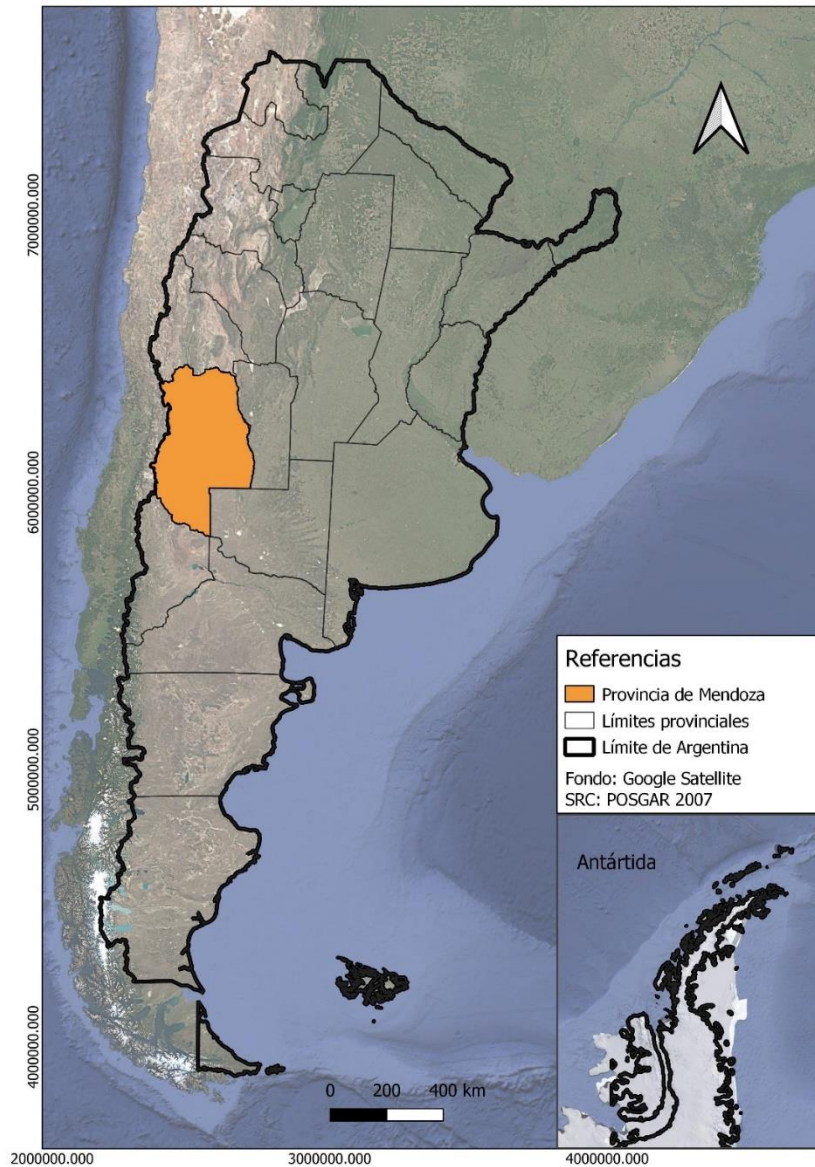 7000000.000
6000000.000
5000000.000
4000000.000
Referencias
Provincia de Mendoza
Límites provinciales
Límite de Argentina
Fondo: Google Satellite
SRC: POSGAR 2007
Antártida
0 200 400 km
2000000.000 3000000.000 4000000.000